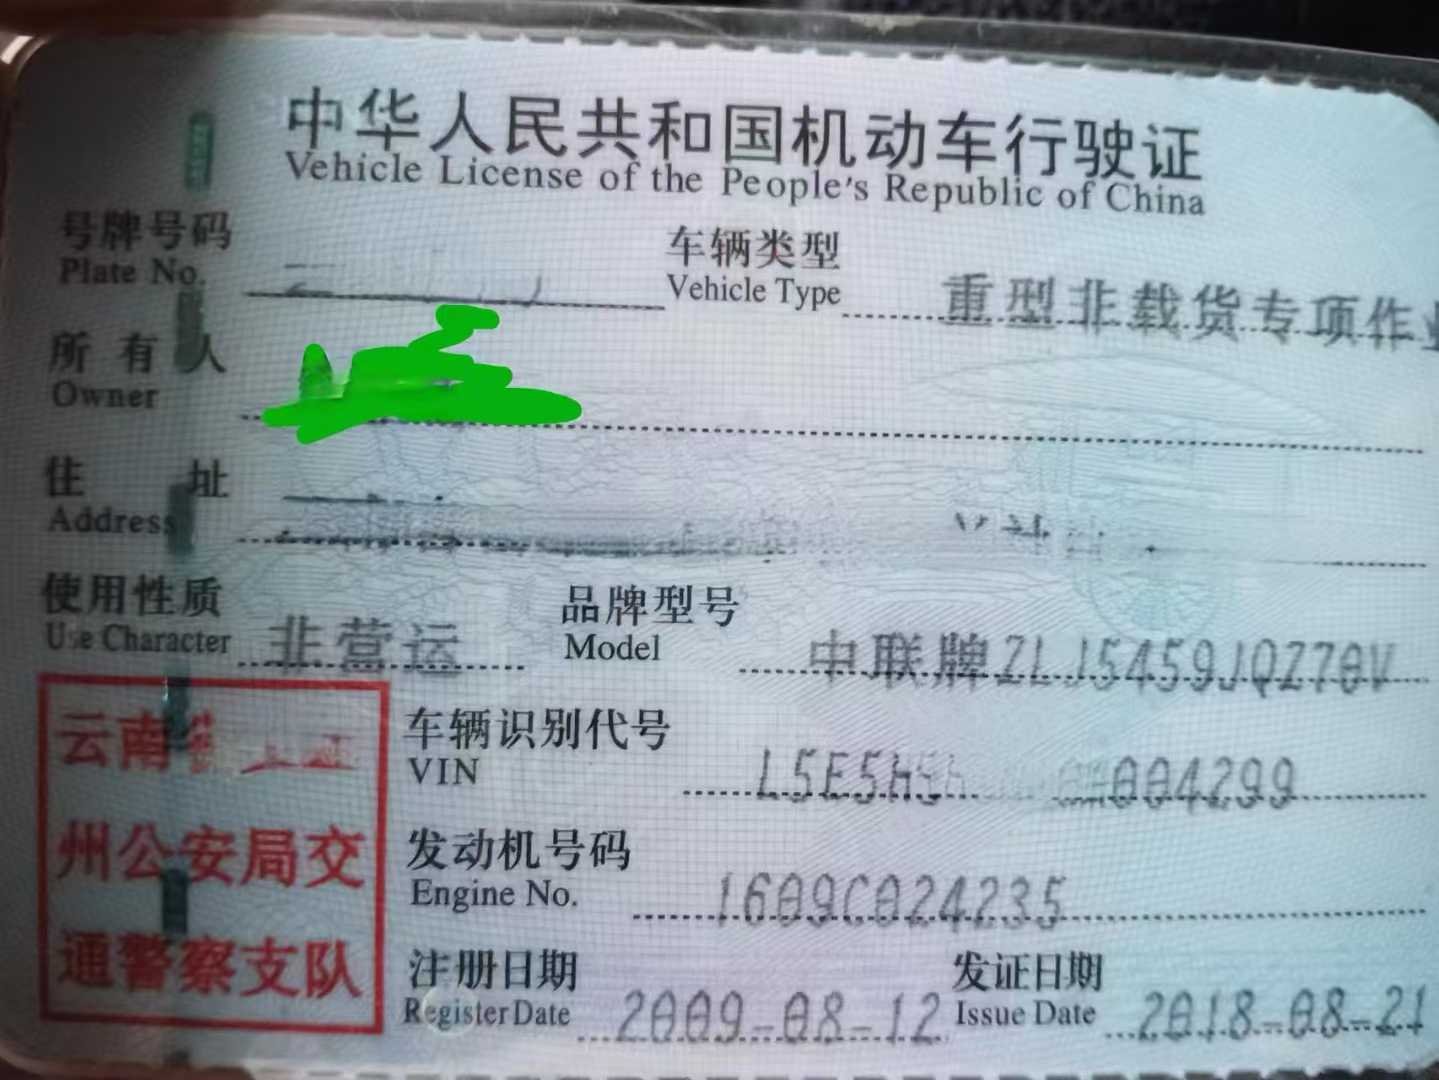 中华人民共和国机动车行驶证
Vehicle License of the People's Republic of China
号牌号码
Plate No.
车辆类型
Vehicle Type
重型非载货专项作业
所有人
Owner
住址
Address
使用性质
Use Character
非营运
品牌型号
Model
中联牌ZLJ5459JQZ70V
云南
州公安局交
通警察支队
车辆识别代号
VIN
L5E5H 004299
发动机号码
Engine No.
1609C024235
注册日期
Register Date
2009-08-12
发证日期
Issue Date
2018-08-21